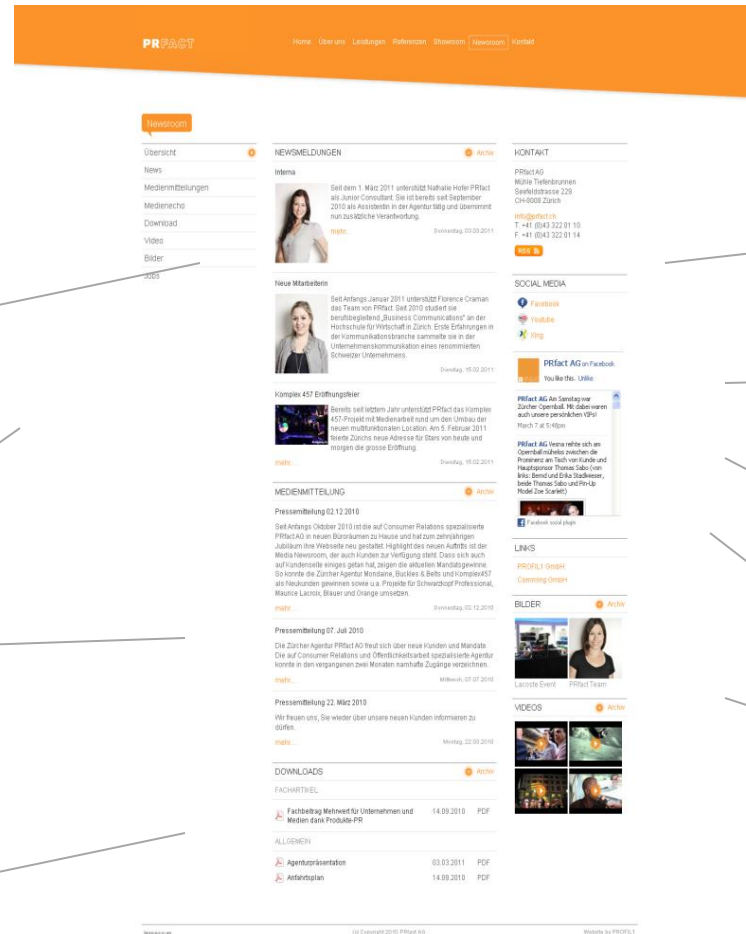 PRFACT
Home Über uns Leistungen Referenzen Showroom Newsroom Kontakt
Newsroom
Übersicht
News
Medienmitteilungen
Medienecho
Download
Video
Bilder
Jobs
NEWSMELDUNGEN
Archiv
Interna
Seit dem 1. März 2011 unterstützt Nathalie Hofer PRfact
als Junior Consultant. Sie ist bereits seit September
2010 als Assistentin in der Agentur tätig und übernimmt
nun zusätzliche Verantwortung.
mehr...
Donnerstag, 03.03.2011
Neue Mitarbeiterin
Seit Anfangs Januar 2011 unterstützt Florence Craman
das Team von PRfact. Seit 2010 studiert sie
berufsbegleitend „Business Communications" an der
Hochschule für Wirtschaft in Zürich. Erste Erfahrungen in
der Kommunikationsbranche sammelte sie in der
Unternehmenskommunikation eines renommierten
Schweizer Unternehmens.
Dienstag, 15.02.2011
Komplex 457 Eröffnungsfeier
Bereits seit letztem Jahr unterstützt PRfact das Komplex
457-Projekt mit Medienarbeit rund um den Umbau der
neuen multifunktionalen Location. Am 5. Februar 2011
feierte Zürichs neue Adresse für Stars von heute und
morgen die grosse Eröffnung.
mehr...
Dienstag, 15.02.2011
MEDIENMITTEILUNG
Archiv
Pressemitteilung 02.12.2010
Seit Anfangs Oktober 2010 ist die auf Consumer Relations spezialisierte
PRfact AG in neuen Büroräumen zu Hause und hat zum zehnjährigen
Jubiläum ihre Webseite neu gestaltet. Highlight des neuen Auftritts ist der
Media Newsroom, der auch Kunden zur Verfügung steht. Dass sich auch
auf Kundenseite einiges getan hat, zeigen die aktuellen Mandatsgewinne.
So konnte die Zürcher Agentur Mondaine, Buckles & Belts und Komplex457
als Neukunden gewinnen sowie u.a. Projekte für Schwarzkopf Professional,
Maurice Lacroix, Blauer und Orange umsetzen.
mehr...
Donnerstag, 02.12.2010
Pressemitteilung 07. Juli 2010
Die Zürcher Agentur PRfact AG freut sich über neue Kunden und Mandate.
Die auf Consumer Relations und Öffentlichkeitsarbeit spezialisierte Agentur
konnte in den vergangenen zwei Monaten namhafte Zugänge verzeichnen.
mehr...
Mittwoch, 07.07.2010
Pressemitteilung 22. März 2010
Wir freuen uns, Sie wieder über unsere neuen Kunden informieren zu
dürfen.
mehr...
Montag, 22.03.2010
DOWNLOADS
Archiv
FACHARTIKEL
Fachbeitrag Mehrwert für Unternehmen und
Medien dank Produkte-PR
14.09.2010 PDF
ALLGEMEIN
Agenturpräsentation 03.03.2011 PDF
Anfahrtsplan 14.09.2010 PDF
KONTAKT
PRfact AG
Mühle Tiefenbrunnen
Seefeldstrasse 229
CH-8008 Zürich
info@prfact.ch
T. +41 (0)43 322 01 10
F. +41 (0)43 322 01 14
RSS
SOCIAL MEDIA
Facebook
Youtube
Xing
PRfact AG on Facebook
You like this. Unlike
PRfact AG Am Samstag war
Zürcher Opernball. Mit dabei waren
auch unsere persönlichen VIPs!
March 7 at 5:48pm
PRfact AG Vesna reihte sich am
Opernball mühelos zwischen die
Prominenz am Tisch von Kunde und
Hauptsponsor Thomas Sabo (von
links: Bernd und Erika Stadlwieser,
beide Thomas Sabo und Pin-Up
Model Zoe Scarlett)
Facebook social plugin
LINKS
PROFIL1 GmbH
Camming GmbH
BILDER
Archiv
Lacoste Event PRfact Team
VIDEOS
Archiv
Impressum
(c) Copyright 2010 PRfact AG
Website by PROFIL1